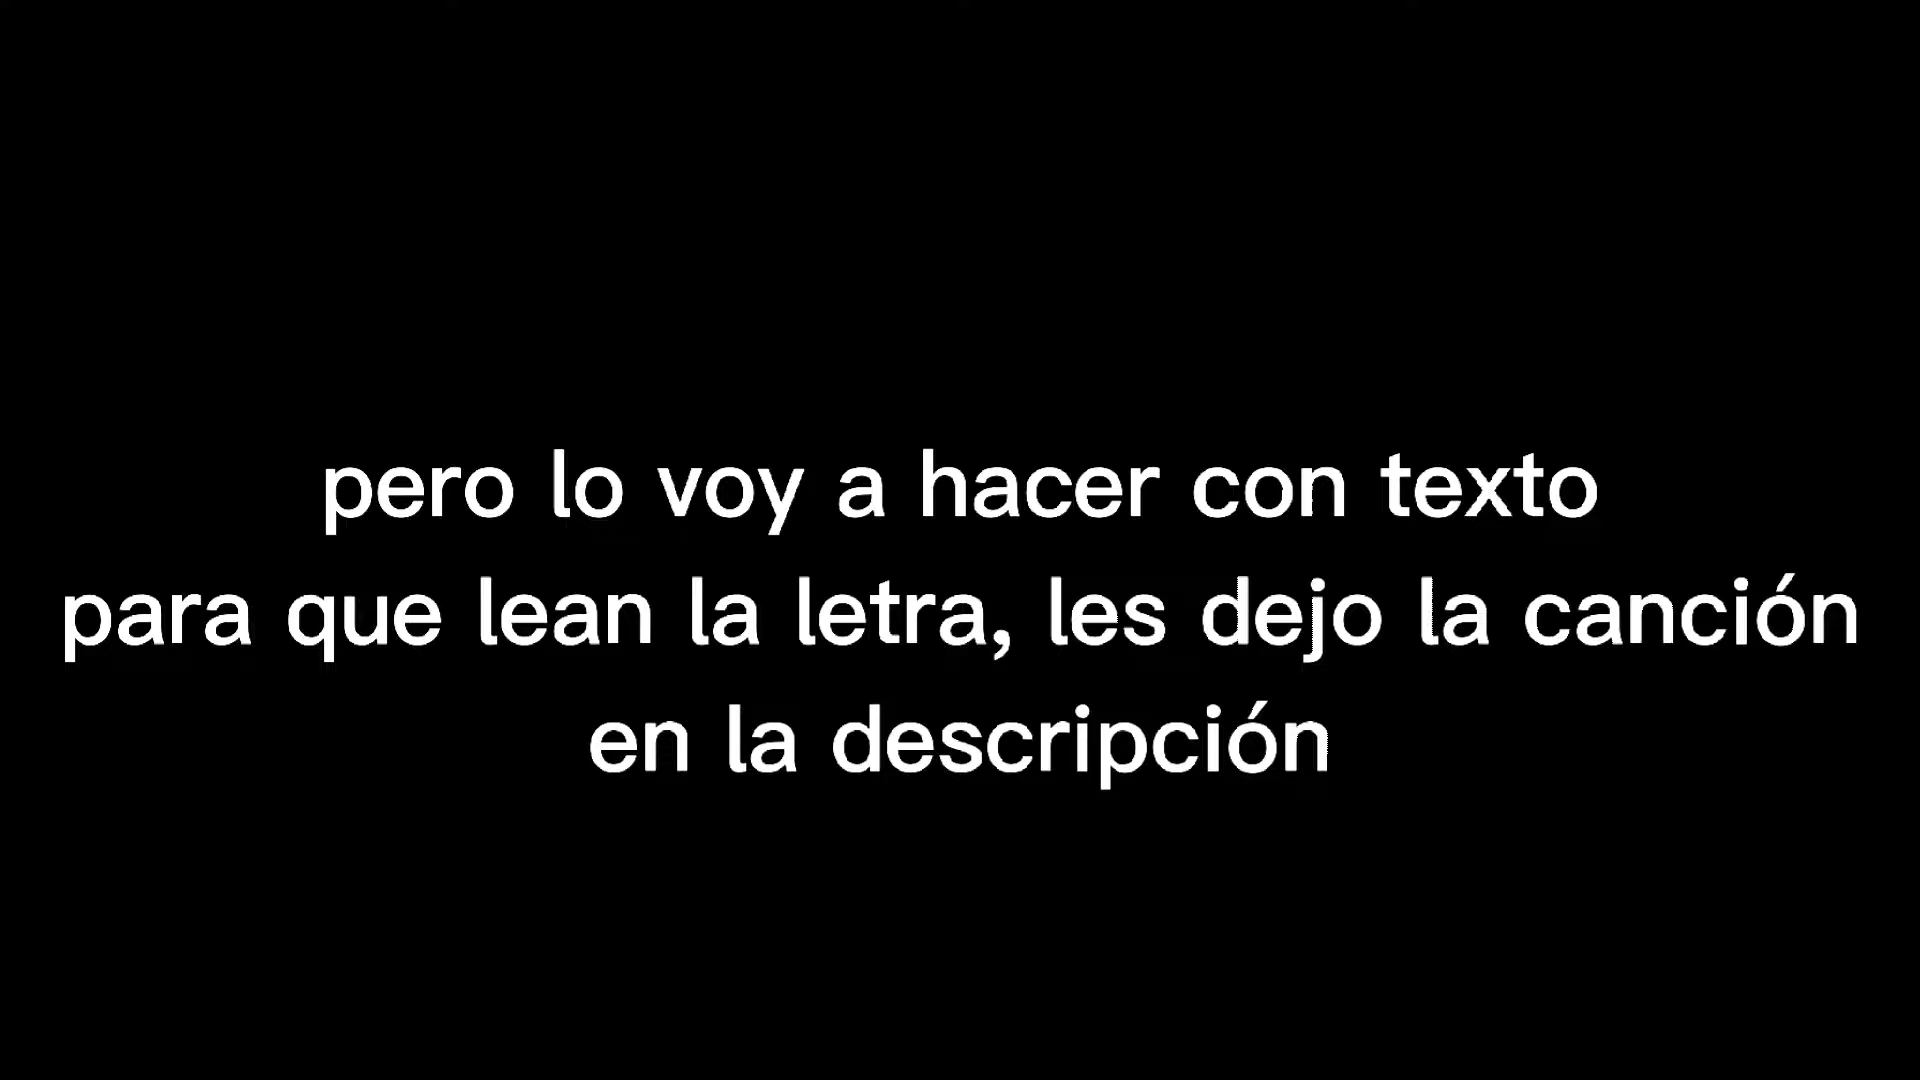 pero lo voy a hacer con texto
para que lean la letra, les dejo la canción
en la descripción